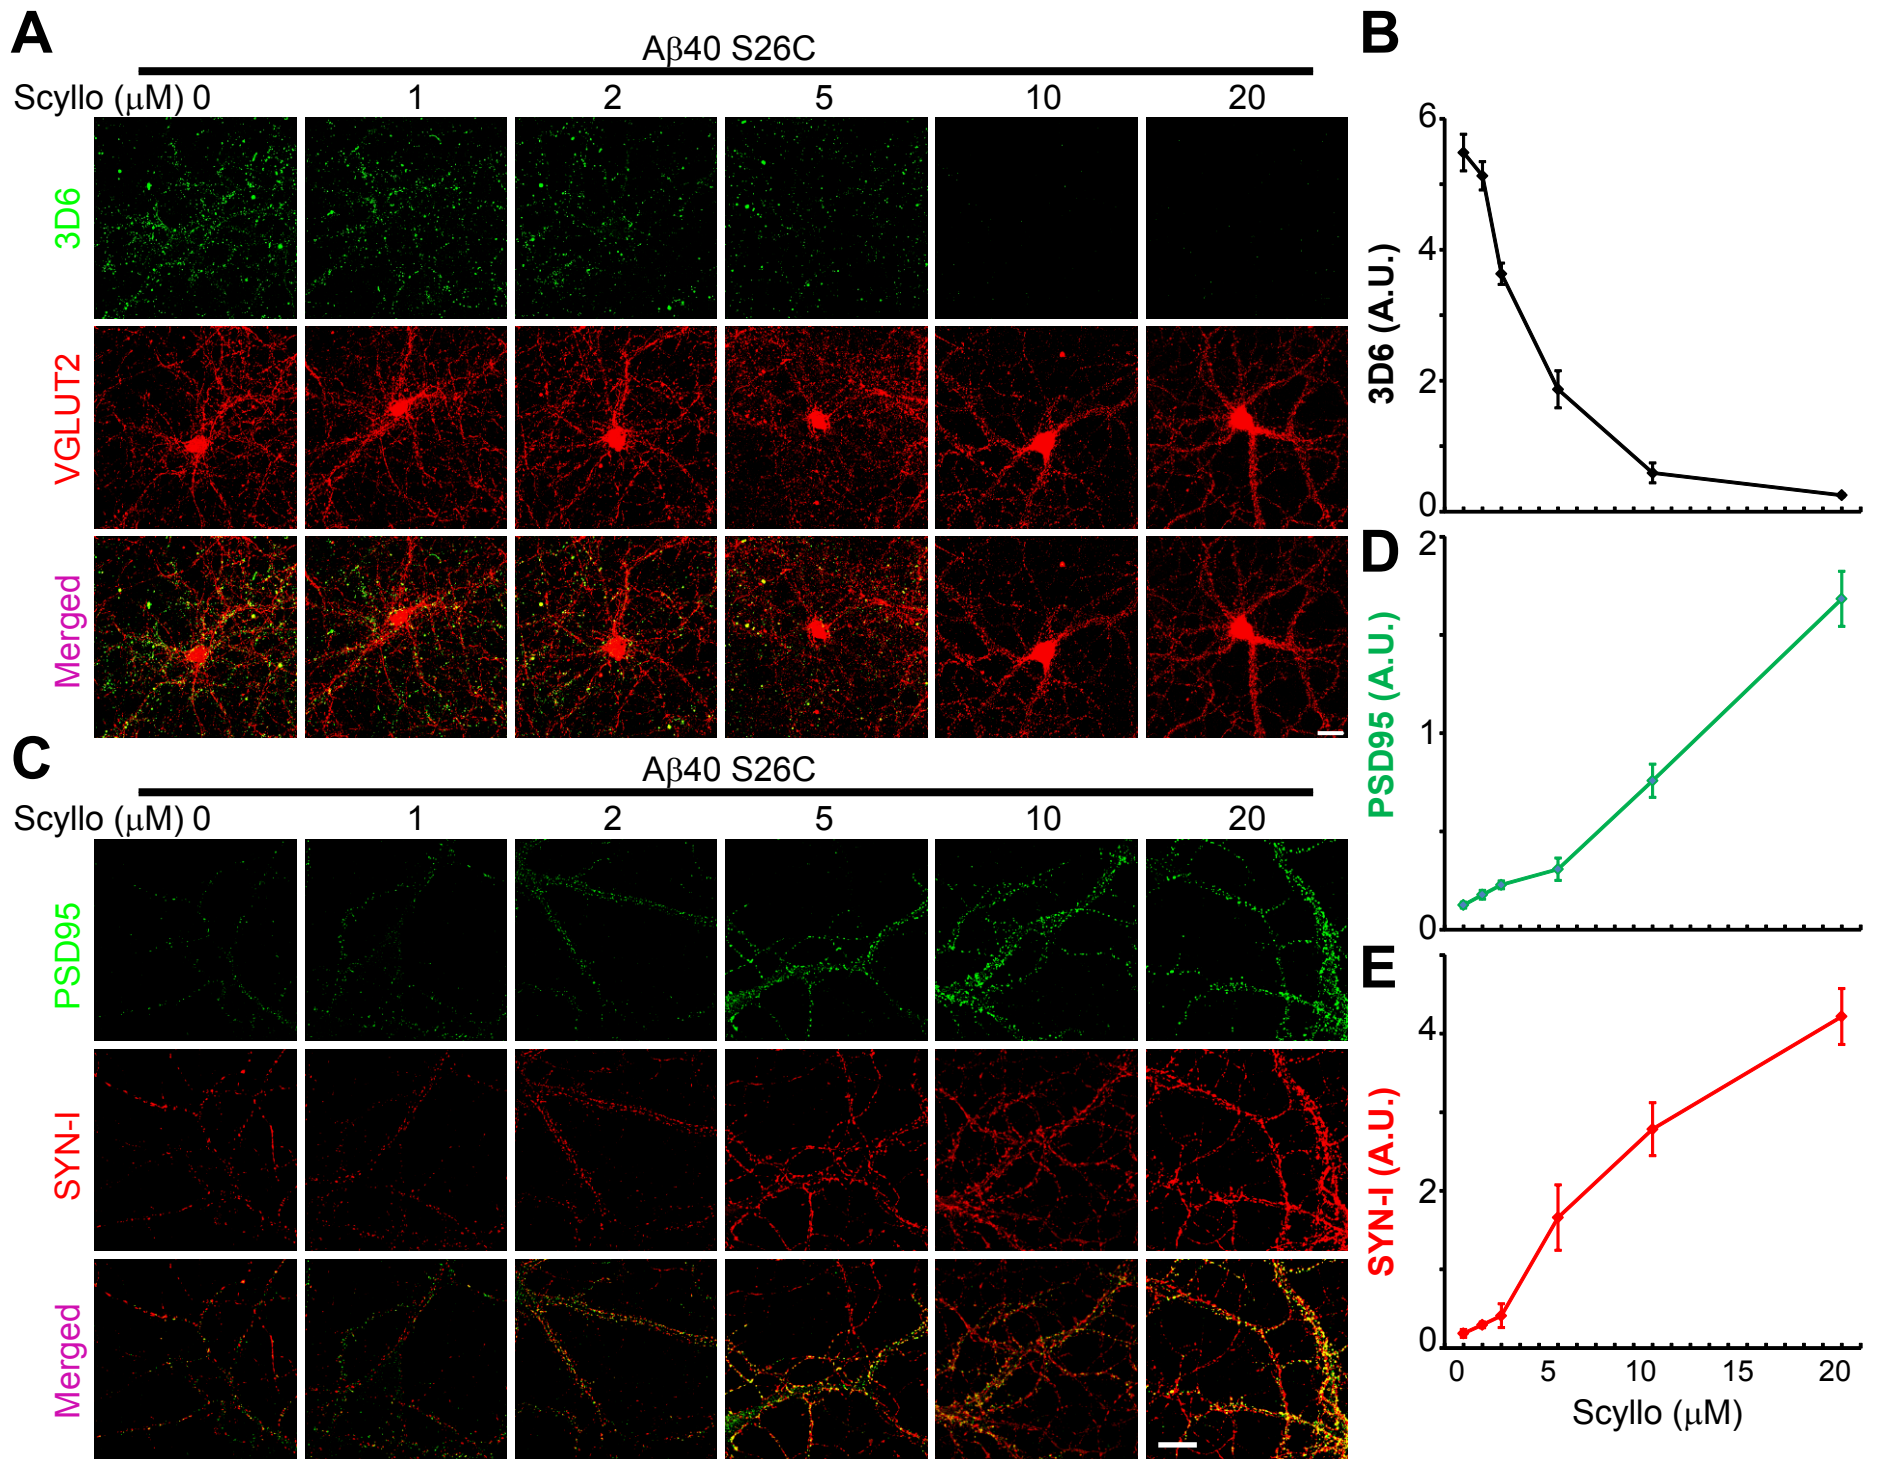 A
Aβ40 S26C
Scyllo (μM) 0 1 2 5 10 20
3D6
VGLUT2
Merged
B
6
4
2
0
3D6 (A.U.)
C
Aβ40 S26C
Scyllo (μM) 0 1 2 5 10 20
PSD95
SYN-I
Merged
D
2
1
0
PSD95 (A.U.)
E
4
2
0
SYN-I (A.U.)
0 5 10 15 20
Scyllo (μM)